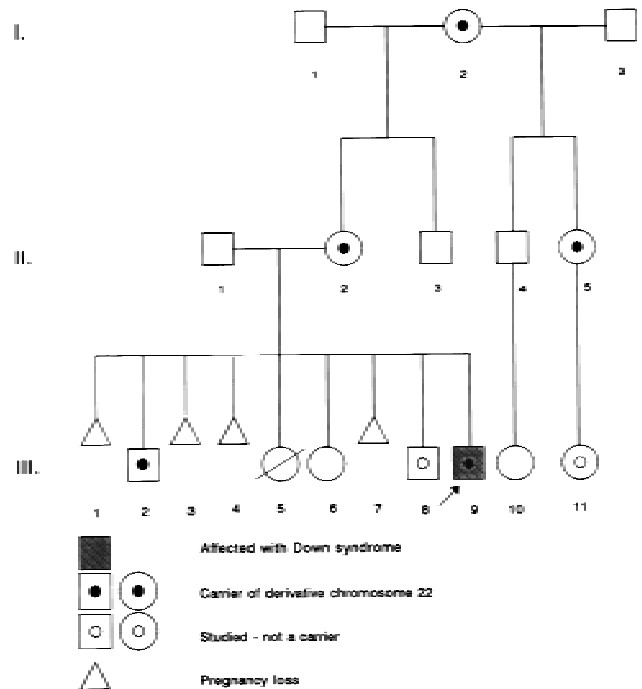 I.
1 2 3
II.
1 2 3 4 5
III.
1 2 3 4 5 6 7 8 9 10 11
Affected with Down syndrome
Carrier of derivative chromosome 22
Studied - not a carrier
Pregnancy loss